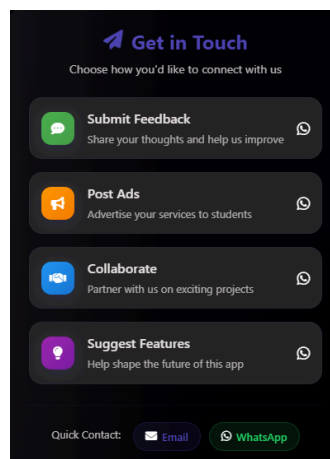 Get in Touch
Choose how you'd like to connect with us
Submit Feedback
Share your thoughts and help us improve
Post Ads
Advertise your services to students
Collaborate
Partner with us on exciting projects
Suggest Features
Help shape the future of this app
Quick Contact: Email WhatsApp